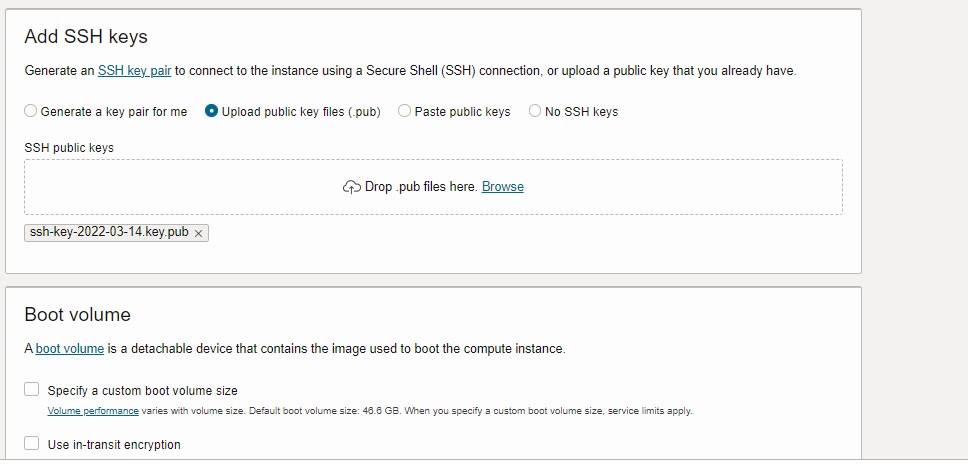 Add SSH keys
Generate an SSH key pair to connect to the instance using a Secure Shell (SSH) connection, or upload a public key that you already have.
Generate a key pair for me Upload public key files (.pub) Paste public keys No SSH keys
SSH public keys
Drop .pub files here. Browse
ssh-key-2022-03-14.key.pub ×
Boot volume
A boot volume is a detachable device that contains the image used to boot the compute instance.
Specify a custom boot volume size
Volume performance varies with volume size. Default boot volume size: 46.6 GB. When you specify a custom boot volume size, service limits apply.
Use in-transit encryption